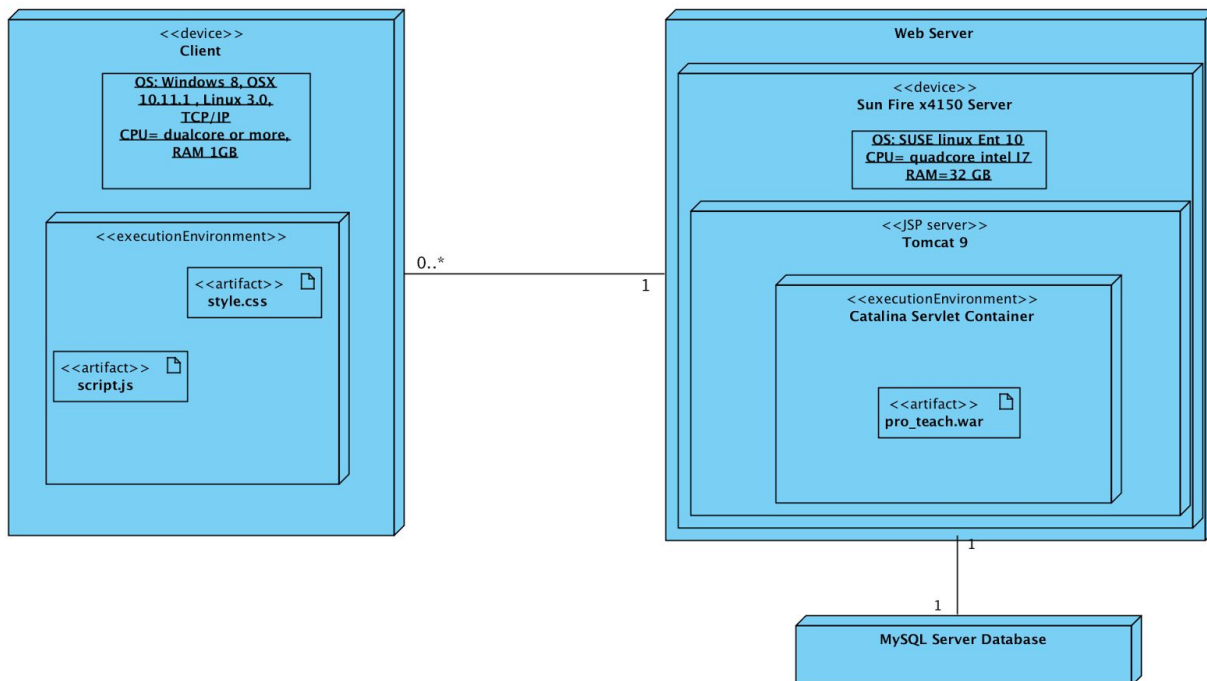 <<device>>
Client
OS: Windows 8, OSX
10.11.1 , Linux 3.0,
TCP/IP
CPU= dualcore or more,
RAM 1GB
<<executionEnvironment>>
<<artifact>>
style.css
<<artifact>>
script.js
0..*
1
Web Server
<<device>>
Sun Fire x4150 Server
OS: SUSE linux Ent 10
CPU= quadcore intel I7
RAM=32 GB
<<JSP server>>
Tomcat 9
<<executionEnvironment>>
Catalina Servlet Container
<<artifact>>
pro_teach.war
1
1
MySQL Server Database